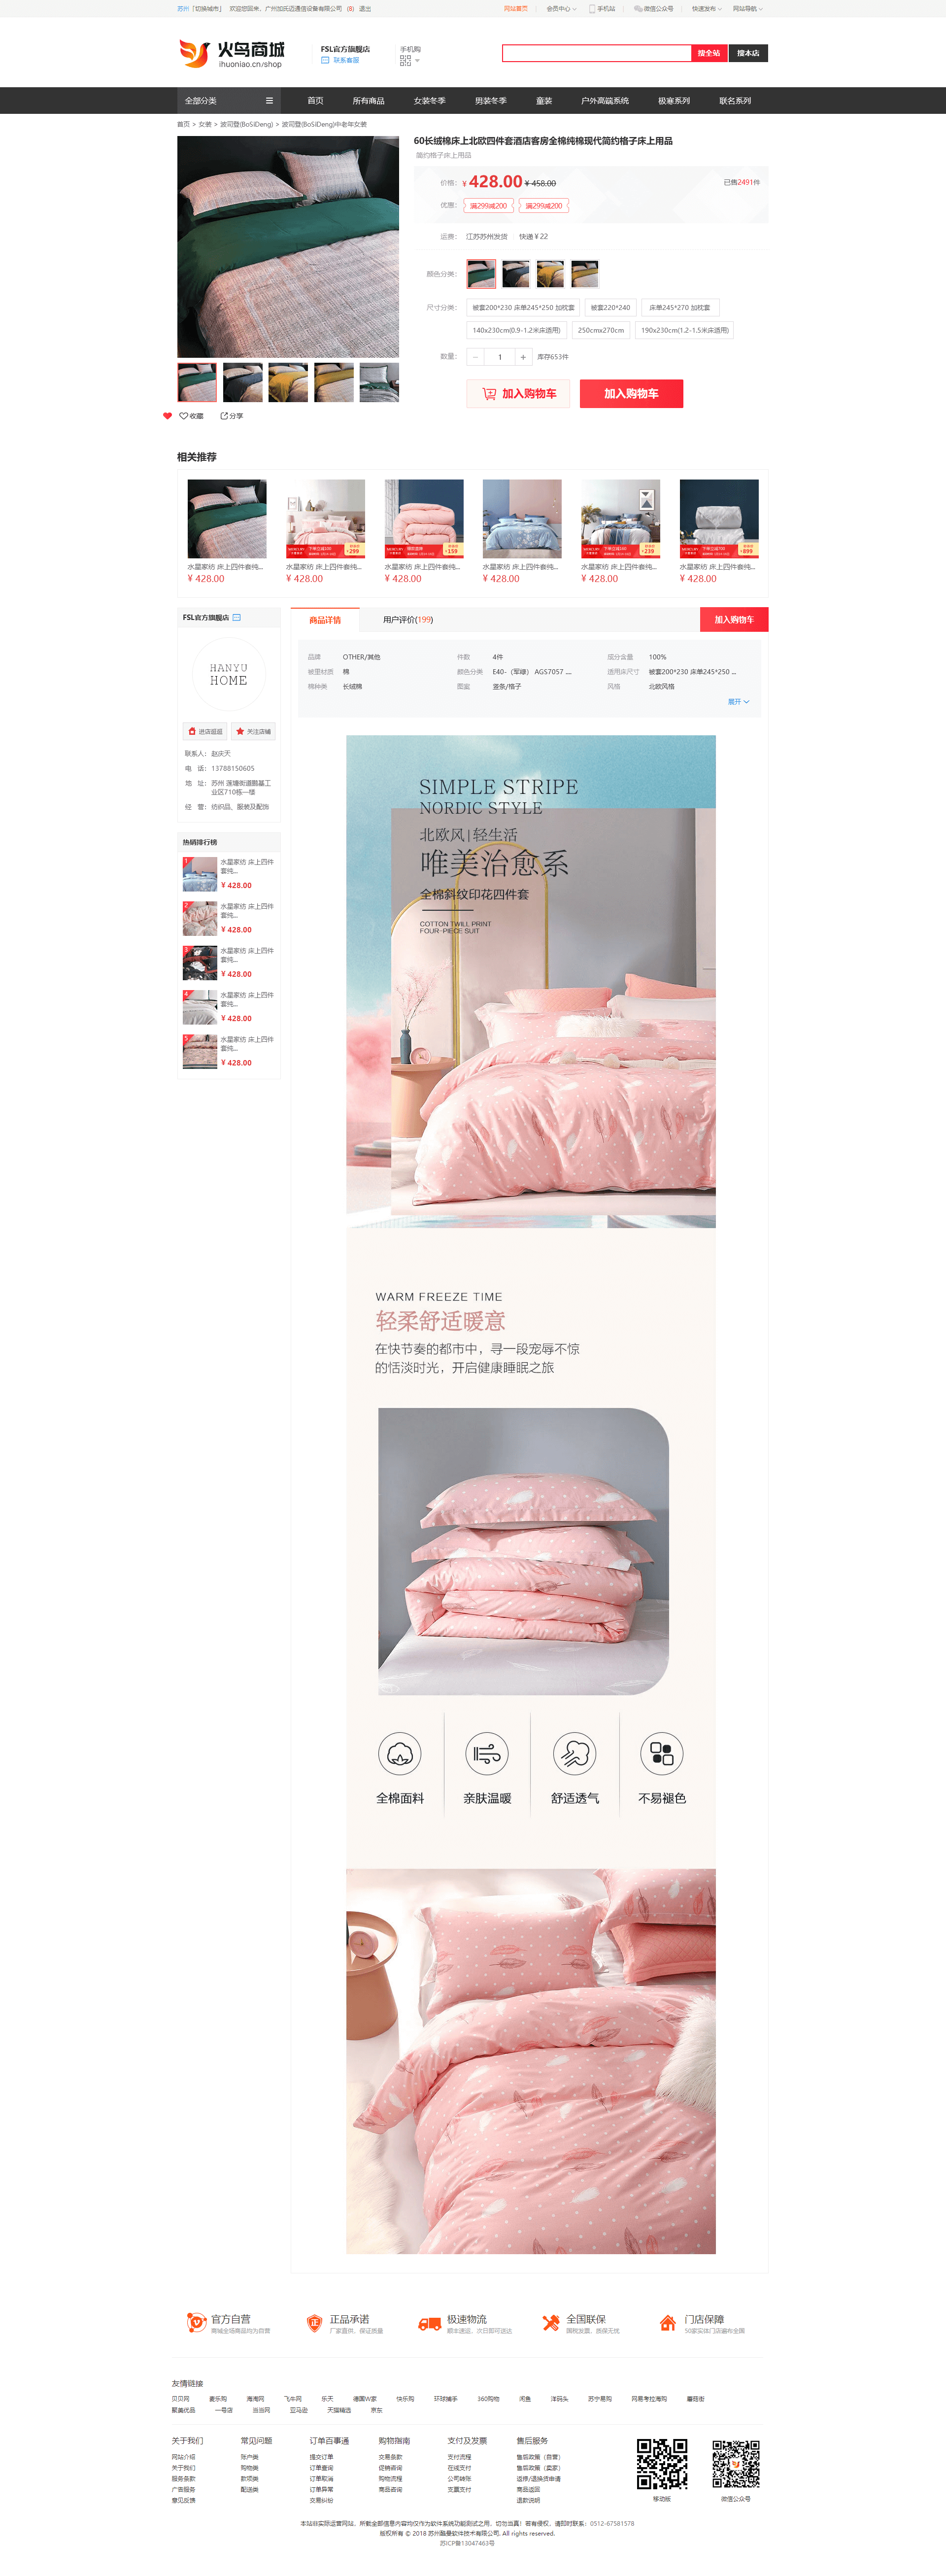 苏州 [切换城市] 欢迎您回来，广州加氏迈通信设备有限公司 (8) 退出
网站首页 会员中心 手机站 微信公众号 快速发布 网站导航
火鸟商城
ihuoniao.cn/shop
FSL官方旗舰店
联系客服
手机购
搜全站 搜本店
全部分类 首页 所有商品 女装冬季 男装冬季 童装 户外高端系统 极寒系列 联名系列
首页 > 女装 > 波司登(BoSiDeng) > 波司登(BoSiDeng)中老年女装
60长绒棉床上北欧四件套酒店客房全棉纯棉现代简约格子床上用品
简约格子床上用品
价格: ¥ 428.00 ¥ 458.00 已售2491件
优惠: 满299减200 满299减200
运费: 江苏苏州发货 快递 ¥ 22
颜色分类:
尺寸分类: 被套200*230 床单245*250 加枕套 被套220*240 床单245*270 加枕套
140x230cm(0.9-1.2米床适用) 250cmx270cm 190x230cm(1.2-1.5米床适用)
数量: − 1 + 库存653件
加入购物车 加入购物车
收藏 分享
相关推荐
水星家纺 床上四件套纯... 水星家纺 床上四件套纯... 水星家纺 床上四件套纯... 水星家纺 床上四件套纯... 水星家纺 床上四件套纯... 水星家纺 床上四件套纯...
¥ 428.00 ¥ 428.00 ¥ 428.00 ¥ 428.00 ¥ 428.00 ¥ 428.00
FSL官方旗舰店
HANYU
HOME
进店逛逛 关注店铺
联系人: 赵庆天
电 话: 13788150605
地 址: 苏州 莲塘街道鹏基工
业区710栋一楼
经 营: 纺织品、服装及配饰
热销排行榜
1 水星家纺 床上四件
套纯...
¥ 428.00
2 水星家纺 床上四件
套纯...
¥ 428.00
3 水星家纺 床上四件
套纯...
¥ 428.00
4 水星家纺 床上四件
套纯...
¥ 428.00
5 水星家纺 床上四件
套纯...
¥ 428.00
商品详情 用户评价(199) 加入购物车
品牌 OTHER/其他 件数 4件 成分含量 100%
被里材质 棉 颜色分类 E40-（军绿） AGS7057 .... 适用床尺寸 被套200*230 床单245*250 ...
棉种类 长绒棉 图案 竖条/格子 风格 北欧风格
展开
SIMPLE STRIPE
NORDIC STYLE
北欧风|轻生活
唯美治愈系
全棉斜纹印花四件套
COTTON TWILL PRINT
FOUR-PIECE SUIT
WARM FREEZE TIME
轻柔舒适暖意
在快节奏的都市中，寻一段宠辱不惊
的恬淡时光，开启健康睡眠之旅
全棉面料 亲肤温暖 舒适透气 不易褪色
官方自营 正品承诺 极速物流 全国联保 门店保障
商城全场商品均为自营 厂家直供、保证质量 顺丰速运，次日即可送达 国税发票、质保无忧 50家实体门店遍布全国
友情链接
贝贝网 麦乐购 海淘网 飞牛网 乐天 德国W家 快乐购 环球捕手 360购物 闲鱼 洋码头 苏宁易购 网易考拉海购 蘑菇街
聚美优品 一号店 当当网 亚马逊 天猫精选 京东
关于我们 常见问题 订单百事通 购物指南 支付及发票 售后服务
网站介绍 账户类 提交订单 交易条款 支付流程 售后政策（自营）
关于我们 购物类 订单查询 促销咨询 在线支付 售后政策（卖家）
服务条款 款项类 订单取消 购物流程 公司转账 返修/退换货申请
广告服务 配送类 订单异常 商品咨询 支票支付 商品返回
意见反馈 交易纠纷 退款说明
移动版 微信公众号
本站非实际运营网站，所载全部信息内容均仅作为软件系统功能测试之用，切勿当真！若有侵权，请即时联系：0512-67581578
版权所有 © 2018 苏州酷曼软件技术有限公司, All rights reserved.
苏ICP备13047463号